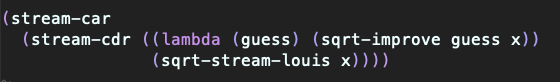 (stream-car
(stream-cdr ((lambda (guess) (sqrt-improve guess x))
(sqrt-stream-louis x))))